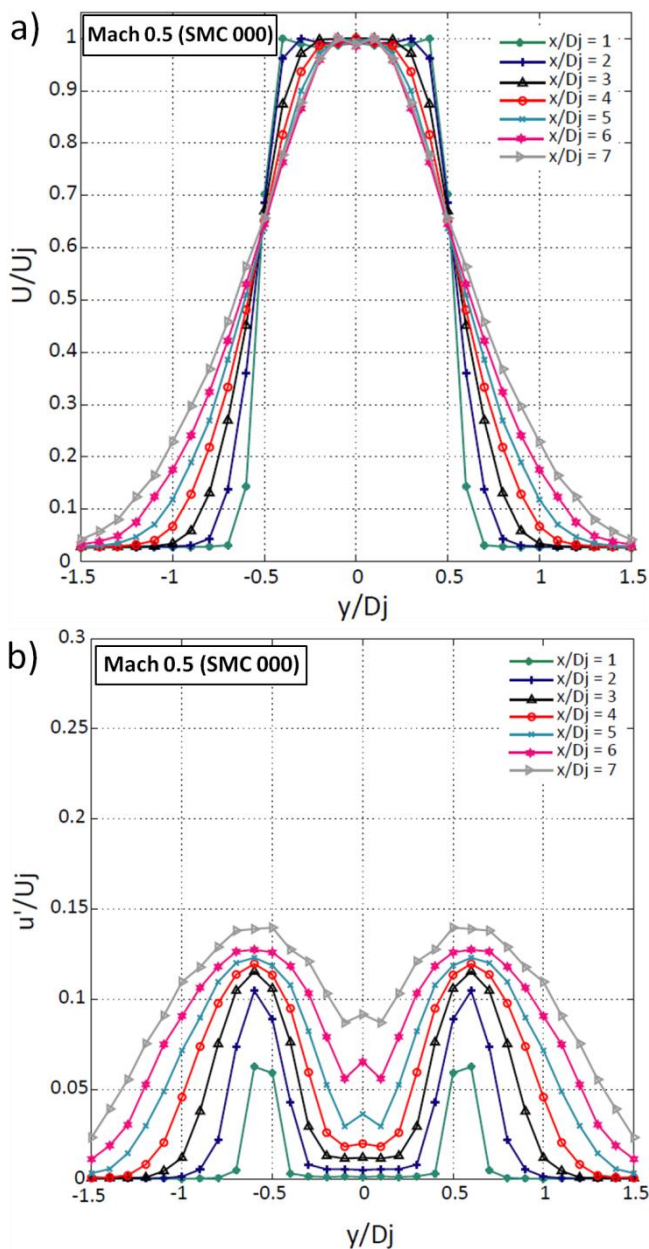 a)
Mach 0.5 (SMC 000)
x/Dj = 1
x/Dj = 2
x/Dj = 3
x/Dj = 4
x/Dj = 5
x/Dj = 6
x/Dj = 7
U/Uj
1
0.9
0.8
0.7
0.6
0.5
0.4
0.3
0.2
0.1
0
-1.5
-1
-0.5
0
0.5
1
1.5
y/Dj
b)
Mach 0.5 (SMC 000)
x/Dj = 1
x/Dj = 2
x/Dj = 3
x/Dj = 4
x/Dj = 5
x/Dj = 6
x/Dj = 7
u'/Uj
0.3
0.25
0.2
0.15
0.1
0.05
0
-1.5
-1.0
-0.5
0
0.5
1.0
1.5
y/Dj